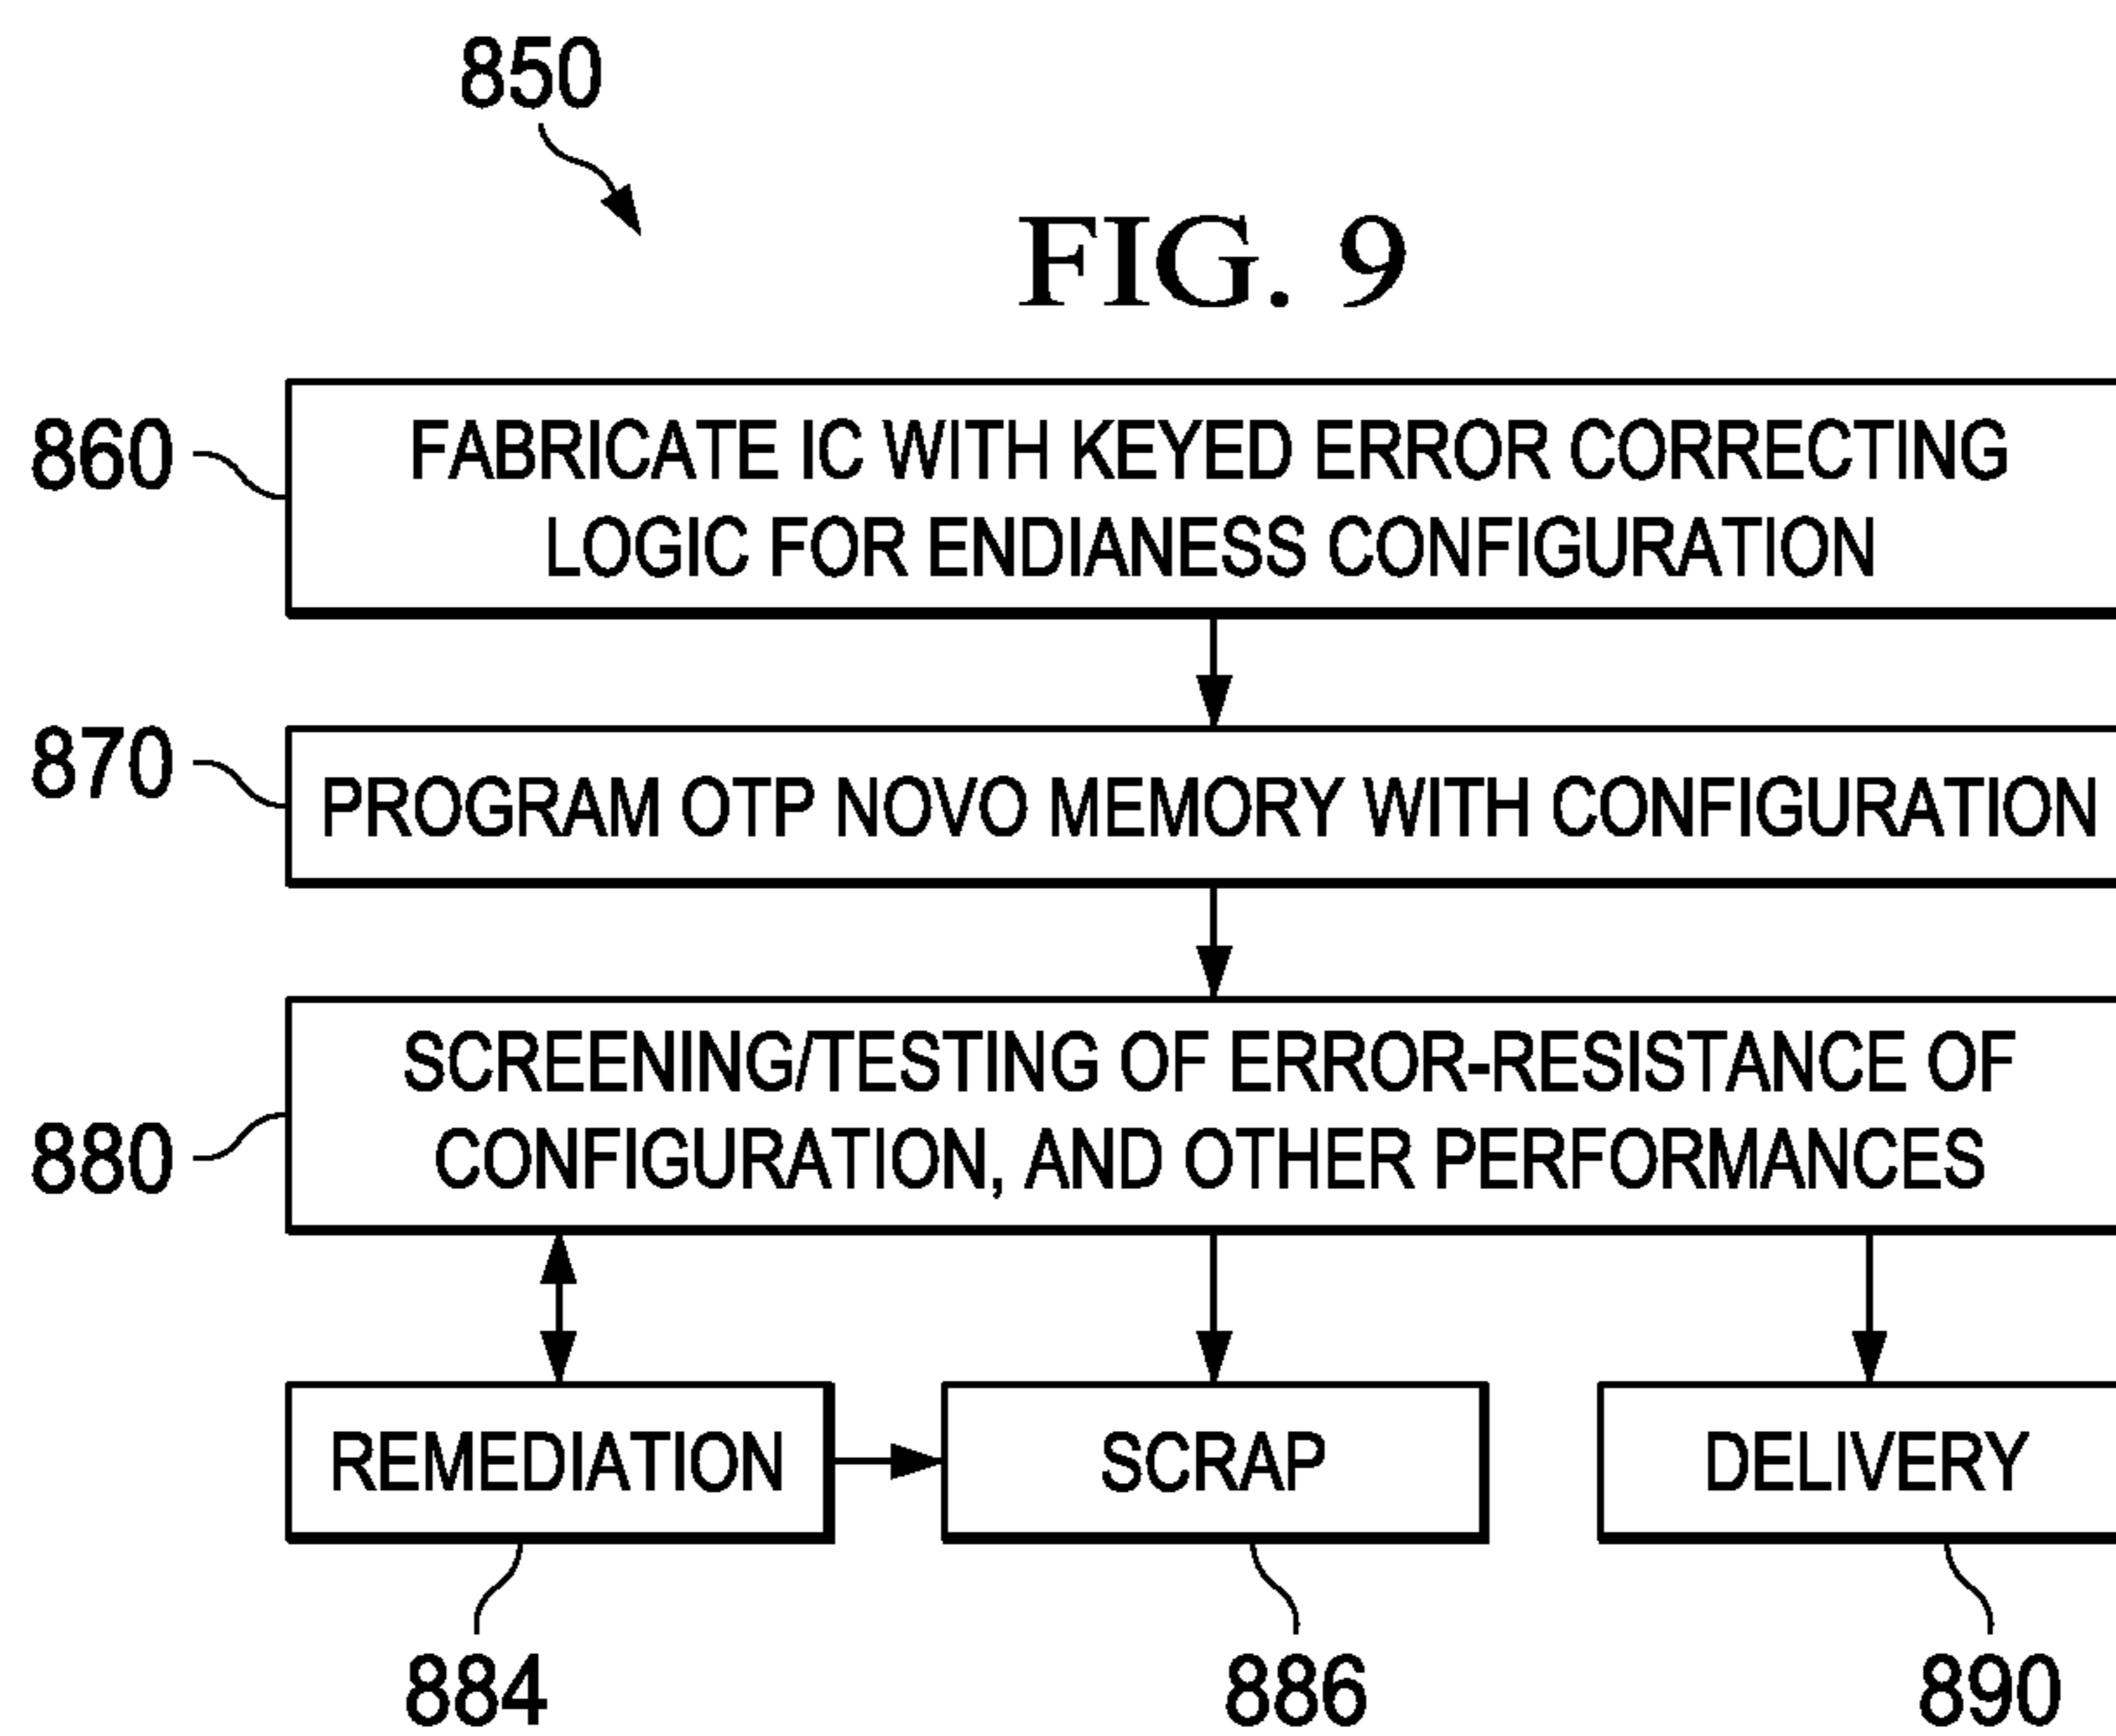 850
FIG. 9
860
FABRICATE IC WITH KEYED ERROR CORRECTING
LOGIC FOR ENDIANESS CONFIGURATION
870
PROGRAM OTP NOVO MEMORY WITH CONFIGURATION
880
SCREENING/TESTING OF ERROR-RESISTANCE OF
CONFIGURATION, AND OTHER PERFORMANCES
REMEDIATION
SCRAP
DELIVERY
884
886
890